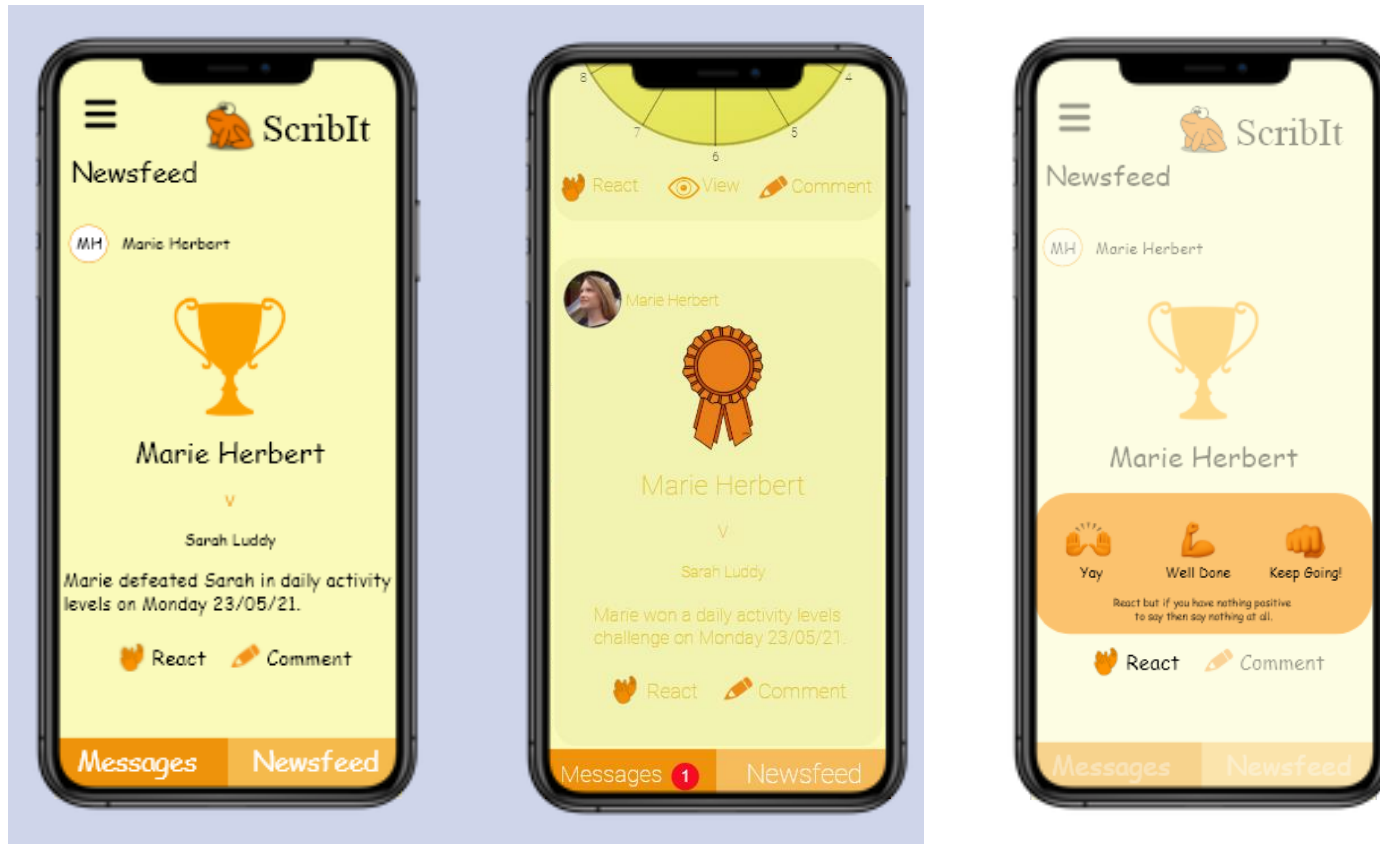 ScribIt
Newsfeed
MH Marie Herbert
Marie Herbert
v
Sarah Luddy
Marie defeated Sarah in daily activity
levels on Monday 23/05/21.
React Comment
Messages Newsfeed
8 4
7 5
6
React View Comment
Marie Herbert
Marie Herbert
V
Sarah Luddy
Marie won a daily activity levels
challenge on Monday 23/05/21.
React Comment
Messages 1 Newsfeed
ScribIt
Newsfeed
MH Marie Herbert
Marie Herbert
Yay Well Done Keep Going!
React but if you have nothing positive
to say then say nothing at all.
React Comment
Messages Newsfeed